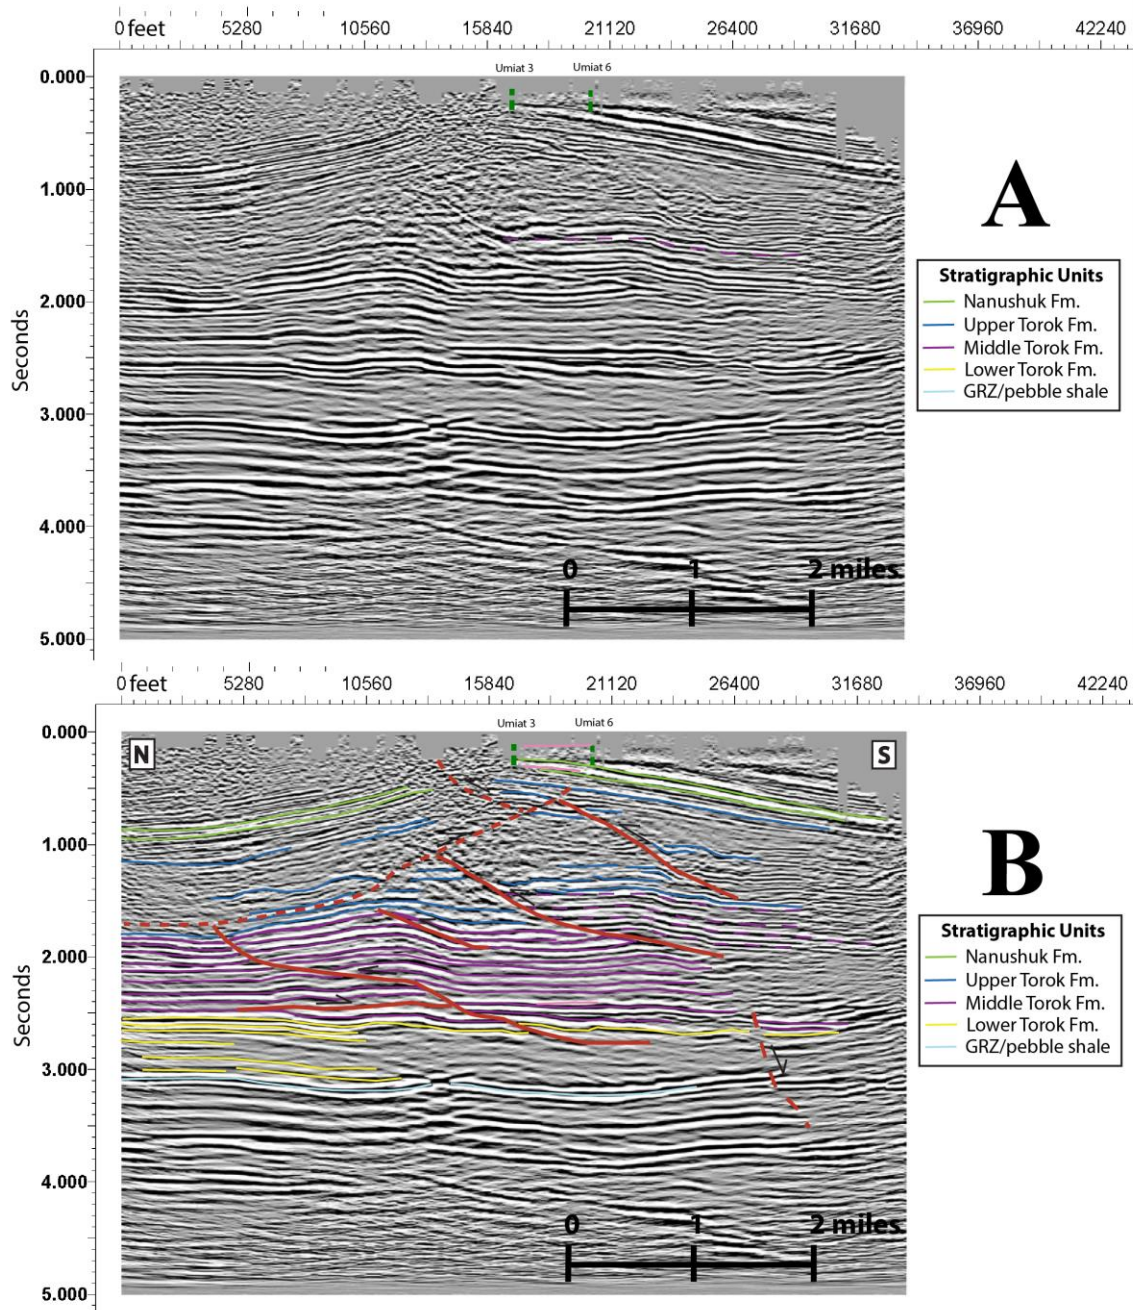 0 feet 5280 10560 15840 21120 26400 31680 36960 42240
Umiat 3 Umiat 6
0.000
1.000
2.000
3.000
4.000
5.000
Seconds
A
Stratigraphic Units
Nanushuk Fm.
Upper Torok Fm.
Middle Torok Fm.
Lower Torok Fm.
GRZ/pebble shale
0 1 2 miles
0 feet 5280 10560 15840 21120 26400 31680 36960 42240
Umiat 3 Umiat 6
N S
0.000
1.000
2.000
3.000
4.000
5.000
Seconds
B
Stratigraphic Units
Nanushuk Fm.
Upper Torok Fm.
Middle Torok Fm.
Lower Torok Fm.
GRZ/pebble shale
0 1 2 miles